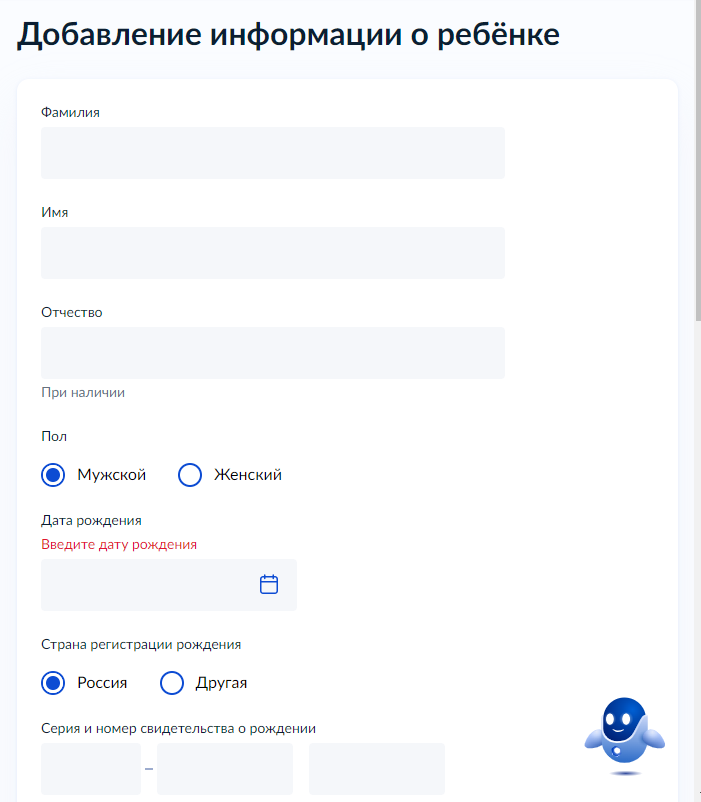 Добавление информации о ребёнке
Фамилия
Имя
Отчество
При наличии
Пол
Мужской Женский
Дата рождения
Введите дату рождения
Страна регистрации рождения
Россия Другая
Серия и номер свидетельства о рождении
–